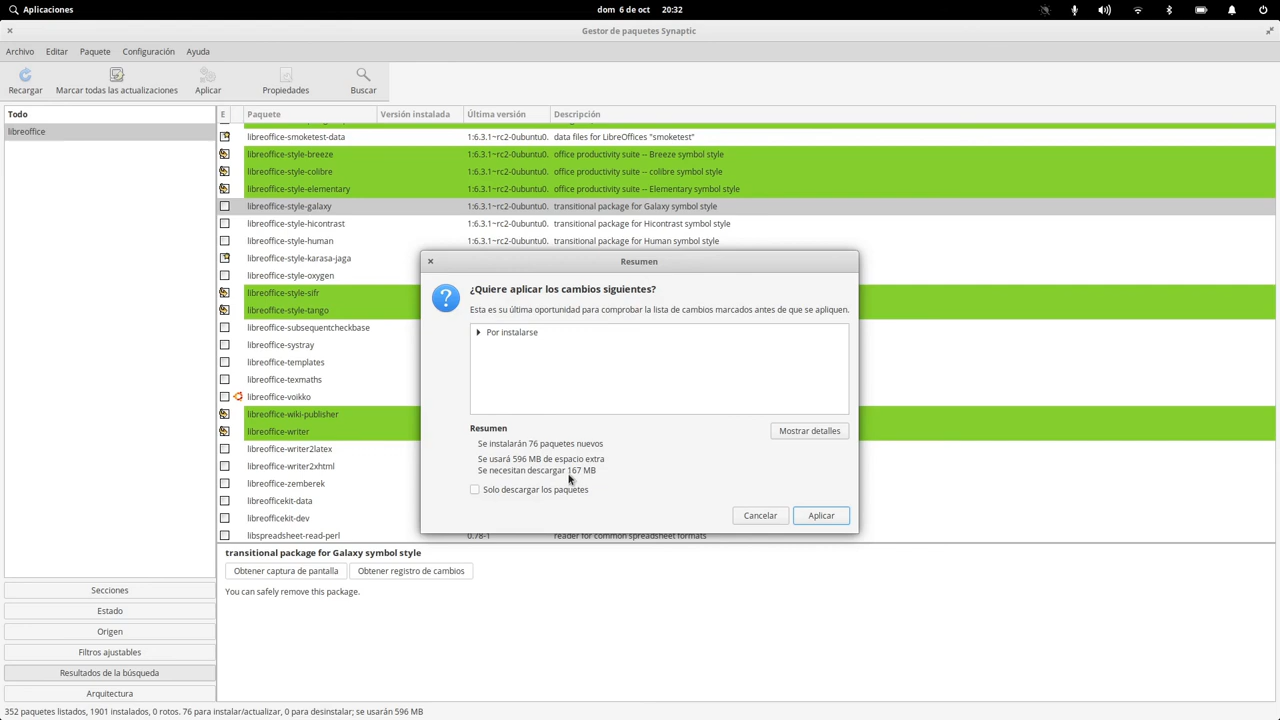 Aplicaciones
dom 6 de oct 20:32
Gestor de paquetes Synaptic
Archivo Editar Paquete Configuración Ayuda
Recargar Marcar todas las actualizaciones Aplicar Propiedades Buscar
Todo
libreoffice
E Paquete Versión instalada Última versión Descripción
libreoffice-smoketest-data 1:6.3.1~rc2-0ubuntu0. data files for LibreOffices "smoketest"
libreoffice-style-breeze 1:6.3.1~rc2-0ubuntu0. office productivity suite -- Breeze symbol style
libreoffice-style-colibre 1:6.3.1~rc2-0ubuntu0. office productivity suite -- colibre symbol style
libreoffice-style-elementary 1:6.3.1~rc2-0ubuntu0. office productivity suite -- Elementary symbol style
libreoffice-style-galaxy 1:6.3.1~rc2-0ubuntu0. transitional package for Galaxy symbol style
libreoffice-style-hicontrast 1:6.3.1~rc2-0ubuntu0. transitional package for Hicontrast symbol style
libreoffice-style-human 1:6.3.1~rc2-0ubuntu0. transitional package for Human symbol style
libreoffice-style-karasa-jaga
libreoffice-style-oxygen
libreoffice-style-sifr
libreoffice-style-tango
libreoffice-subsequentcheckbase
libreoffice-systray
libreoffice-templates
libreoffice-texmaths
libreoffice-voikko
libreoffice-wiki-publisher
libreoffice-writer
libreoffice-writer2latex
libreoffice-writer2xhtml
libreoffice-zemberek
libreofficekit-data
libreofficekit-dev
libspreadsheet-read-perl 0.78-1 reader for common spreadsheet formats
Resumen
¿Quiere aplicar los cambios siguientes?
Esta es su última oportunidad para comprobar la lista de cambios marcados antes de que se apliquen.
Por instalarse
Resumen
Mostrar detalles
Se instalarán 76 paquetes nuevos
Se usará 596 MB de espacio extra
Se necesitan descargar 167 MB
Solo descargar los paquetes
Cancelar Aplicar
transitional package for Galaxy symbol style
Obtener captura de pantalla Obtener registro de cambios
You can safely remove this package.
Secciones
Estado
Origen
Filtros ajustables
Resultados de la búsqueda
Arquitectura
352 paquetes listados, 1901 instalados, 0 rotos. 76 para instalar/actualizar, 0 para desinstalar; se usarán 596 MB